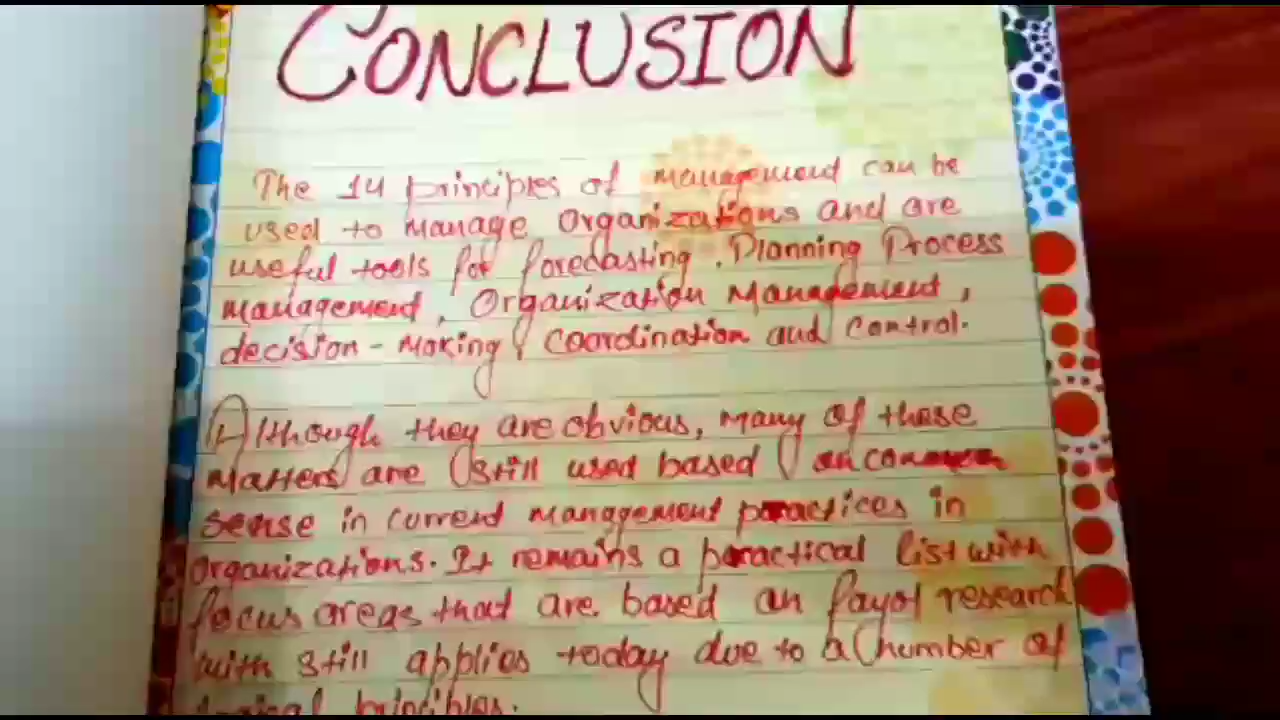 CONCLUSION
The 14 principles of management can be
used to manage Organizations and are
useful tools for forecasting, Planning Process
management, Organization Management,
decision-making, Coordination and Control.
Although they are obvious, many of these
matters are still used based on common
sense in current management practices in
organizations. It remains a practical list with
focus areas that are based on fayol research
with still applies today due to a number of
logical principles.